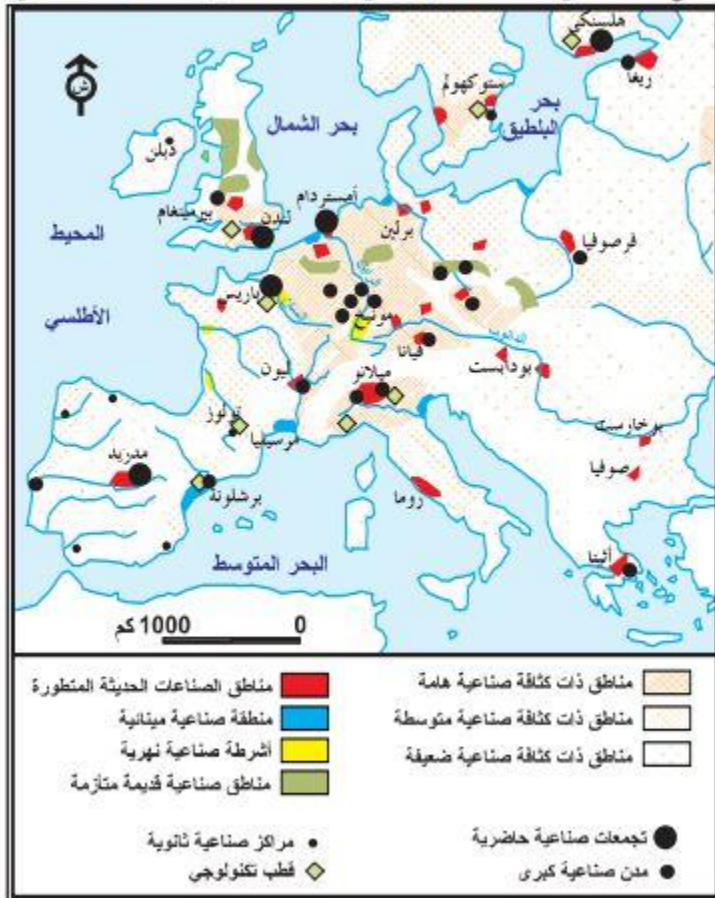 هلسنكي
ريغا
ستوكهولم
بحر
البلطيق
بحر الشمال
دبلن
بيرمينغام
أمستردام
لندن
برلين
فرصوفيا
المحيط
الأطلسي
باريس
مونيخ
الدانوب
فيانا
بودابست
ليون
ميلانو
تولوز
مرسيليا
بوخارست
صوفيا
مدريد
برشلونة
روما
أثينا
البحر المتوسط
0 1000 كم
ش
مناطق ذات كثافة صناعية هامة
مناطق ذات كثافة صناعية متوسطة
مناطق ذات كثافة صناعية ضعيفة
مناطق الصناعات الحديثة المتطورة
منطقة صناعية مينائية
أشرطة صناعية نهرية
مناطق صناعية قديمة متأزمة
تجمعات صناعية حاضرية
مدن صناعية كبرى
مراكز صناعية ثانوية
قطب تكنولوجي